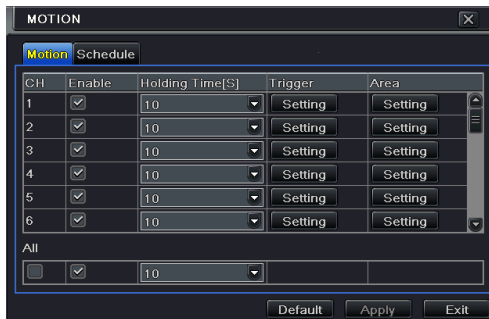 MOTION
Motion Schedule
CH Enable Holding Time[S] Trigger Area
1 10 Setting Setting
2 10 Setting Setting
3 10 Setting Setting
4 10 Setting Setting
5 10 Setting Setting
6 10 Setting Setting
All
10
Default Apply Exit